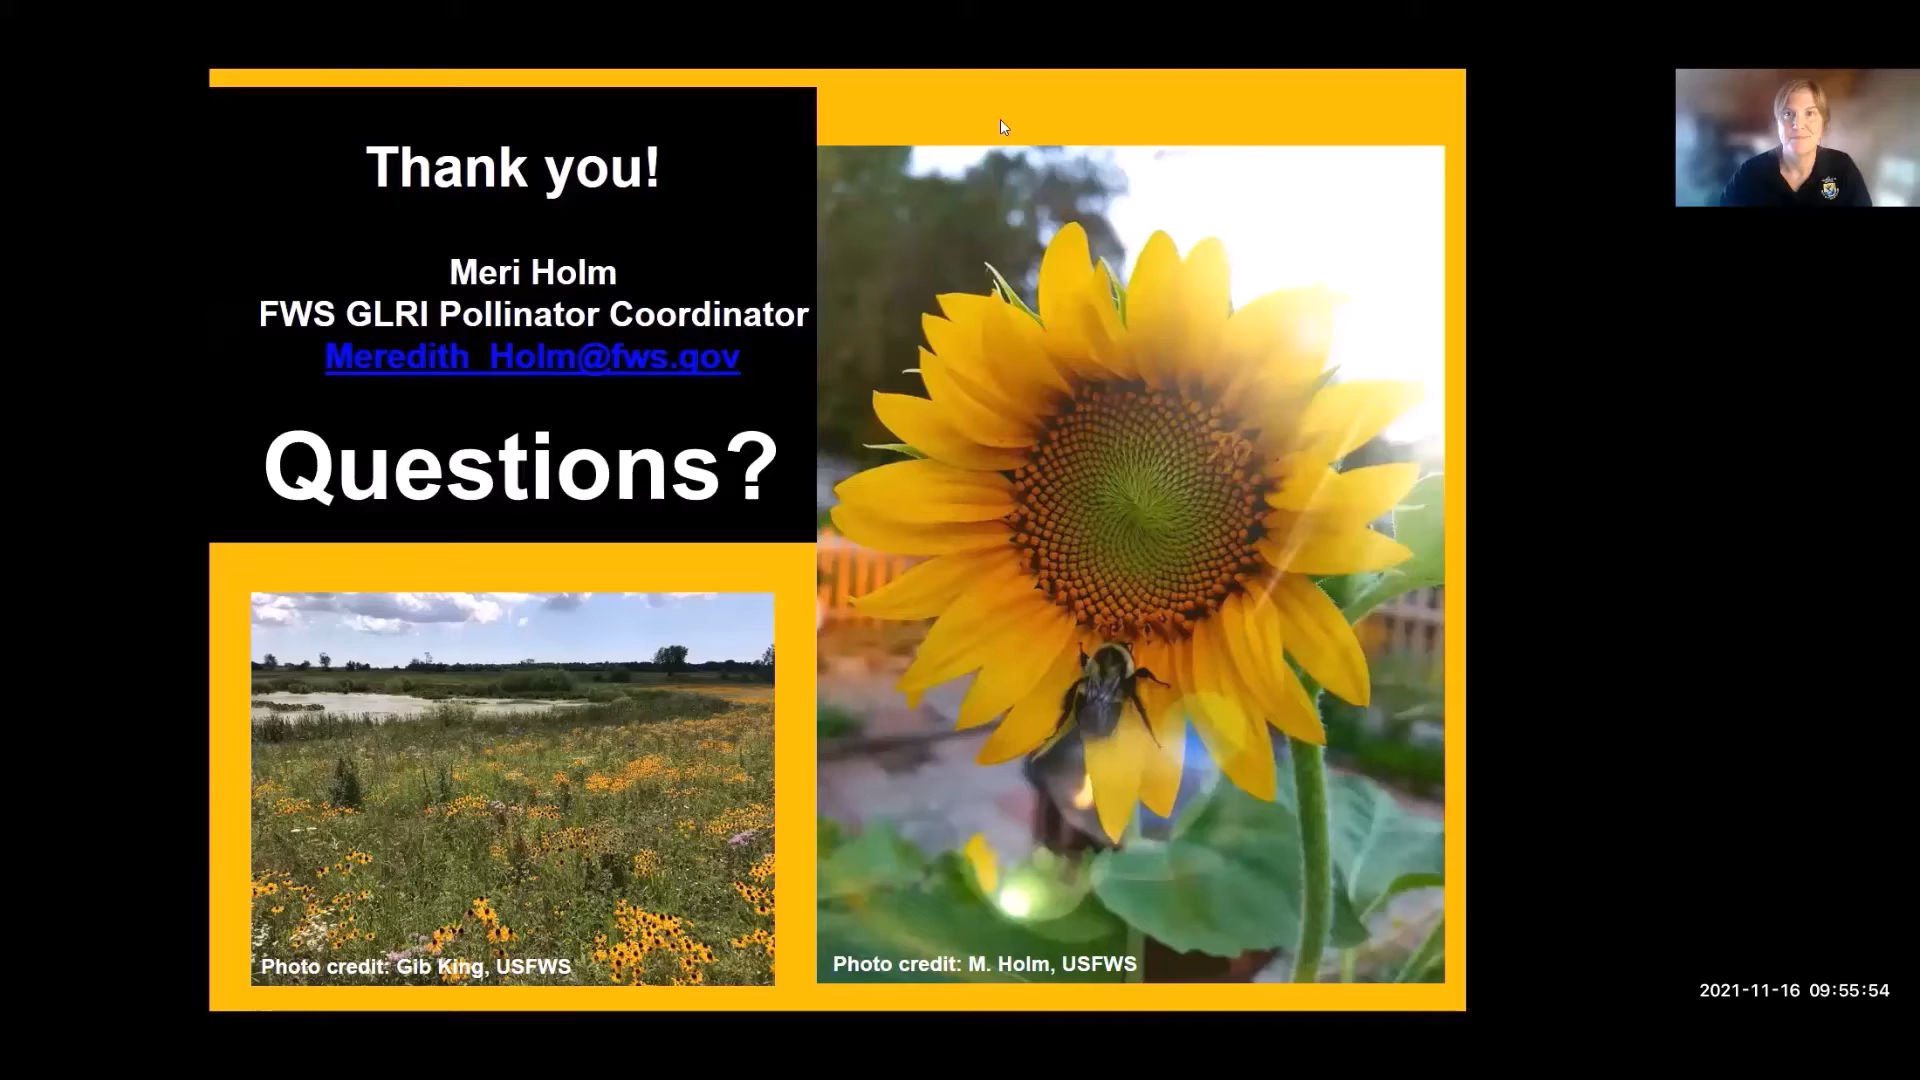 Thank you!
Meri Holm
FWS GLRI Pollinator Coordinator
Meredith_Holm@fws.gov
Questions?
Photo credit: Gib King, USFWS
Photo credit: M. Holm, USFWS
2021-11-16 09:55:54